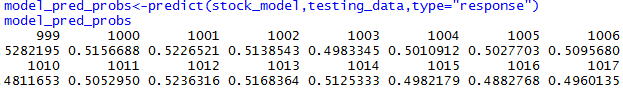 model_pred_probs<-predict(stock_model,testing_data,type="response")
model_pred_probs
999 1000 1001 1002 1003 1004 1005 1006
.5282195 0.5156688 0.5226521 0.5138543 0.4983345 0.5010912 0.5027703 0.5095680
1010 1011 1012 1013 1014 1015 1016 1017
.4811653 0.5052950 0.5236316 0.5168364 0.5125333 0.4982179 0.4882768 0.4960135